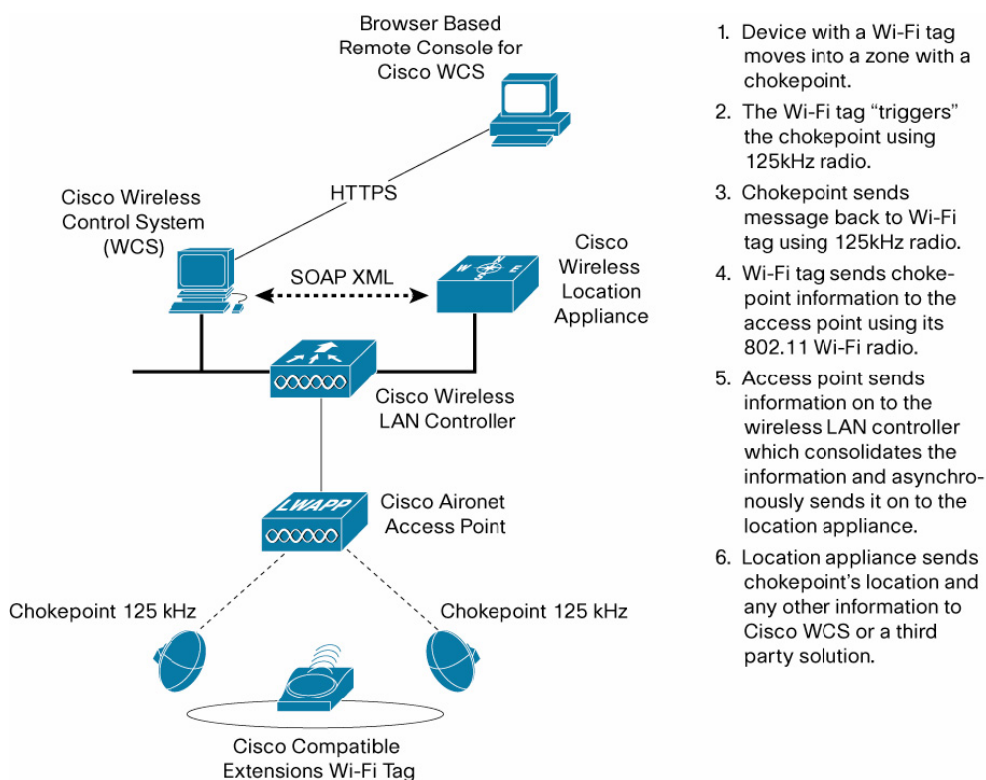 Browser Based
Remote Console for
Cisco WCS
HTTPS
Cisco Wireless
Control System
(WCS)
SOAP XML
Cisco
Wireless
Location
Appliance
W
N
S
E
Cisco Wireless
LAN Controller
LWAPP
Cisco Aironet
Access Point
Chokepoint 125 kHz
Chokepoint 125 kHz
Cisco Compatible
Extensions Wi-Fi Tag
1. Device with a Wi-Fi tag
moves into a zone with a
chokepoint.
2. The Wi-Fi tag “triggers”
the chokepoint using
125kHz radio.
3. Chokepoint sends
message back to Wi-Fi
tag using 125kHz radio.
4. Wi-Fi tag sends choke-
point information to the
access point using its
802.11 Wi-Fi radio.
5. Access point sends
information on to the
wireless LAN controller
which consolidates the
information and asynchro-
nously sends it on to the
location appliance.
6. Location appliance sends
chokepoint’s location and
any other information to
Cisco WCS or a third
party solution.